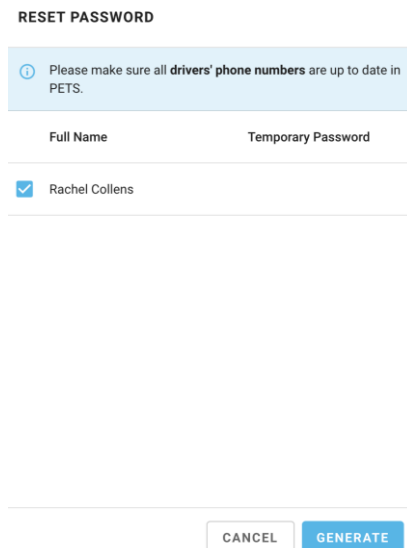 RESET PASSWORD
Please make sure all drivers' phone numbers are up to date in
PETS.
Full Name Temporary Password
Rachel Collens
CANCEL GENERATE